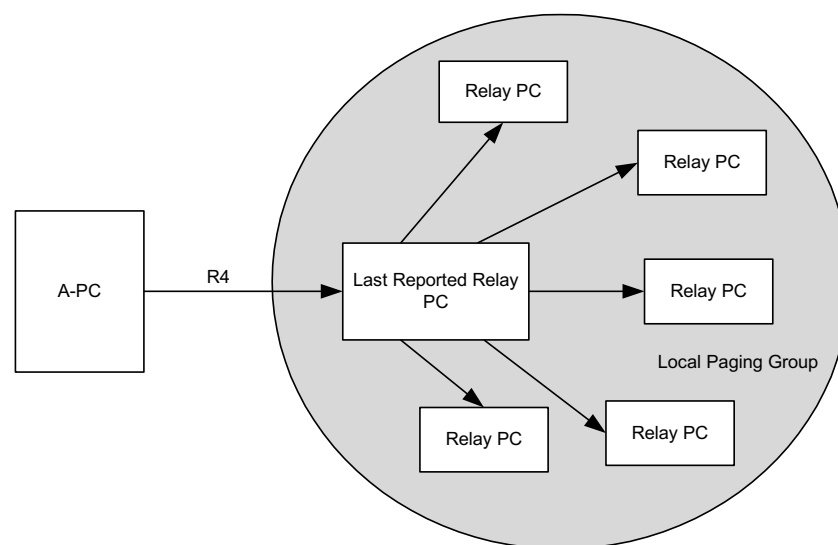 Relay PC
Relay PC
A-PC
R4
Last Reported Relay
PC
Relay PC
Local Paging Group
Relay PC
Relay PC